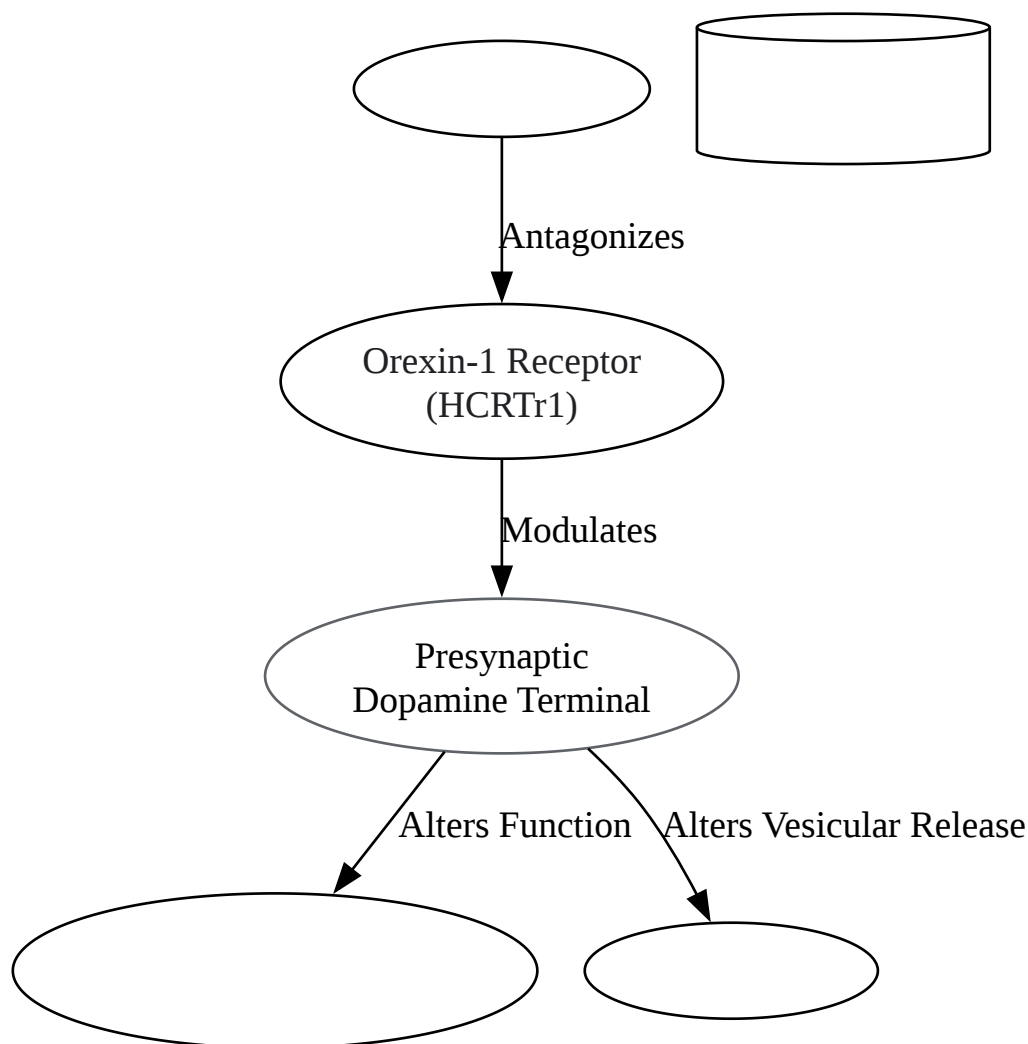 Antagonizes
Orexin-1 Receptor
(HCRTr1)
Modulates
Presynaptic
Dopamine Terminal
Alters Function
Alters Vesicular Release